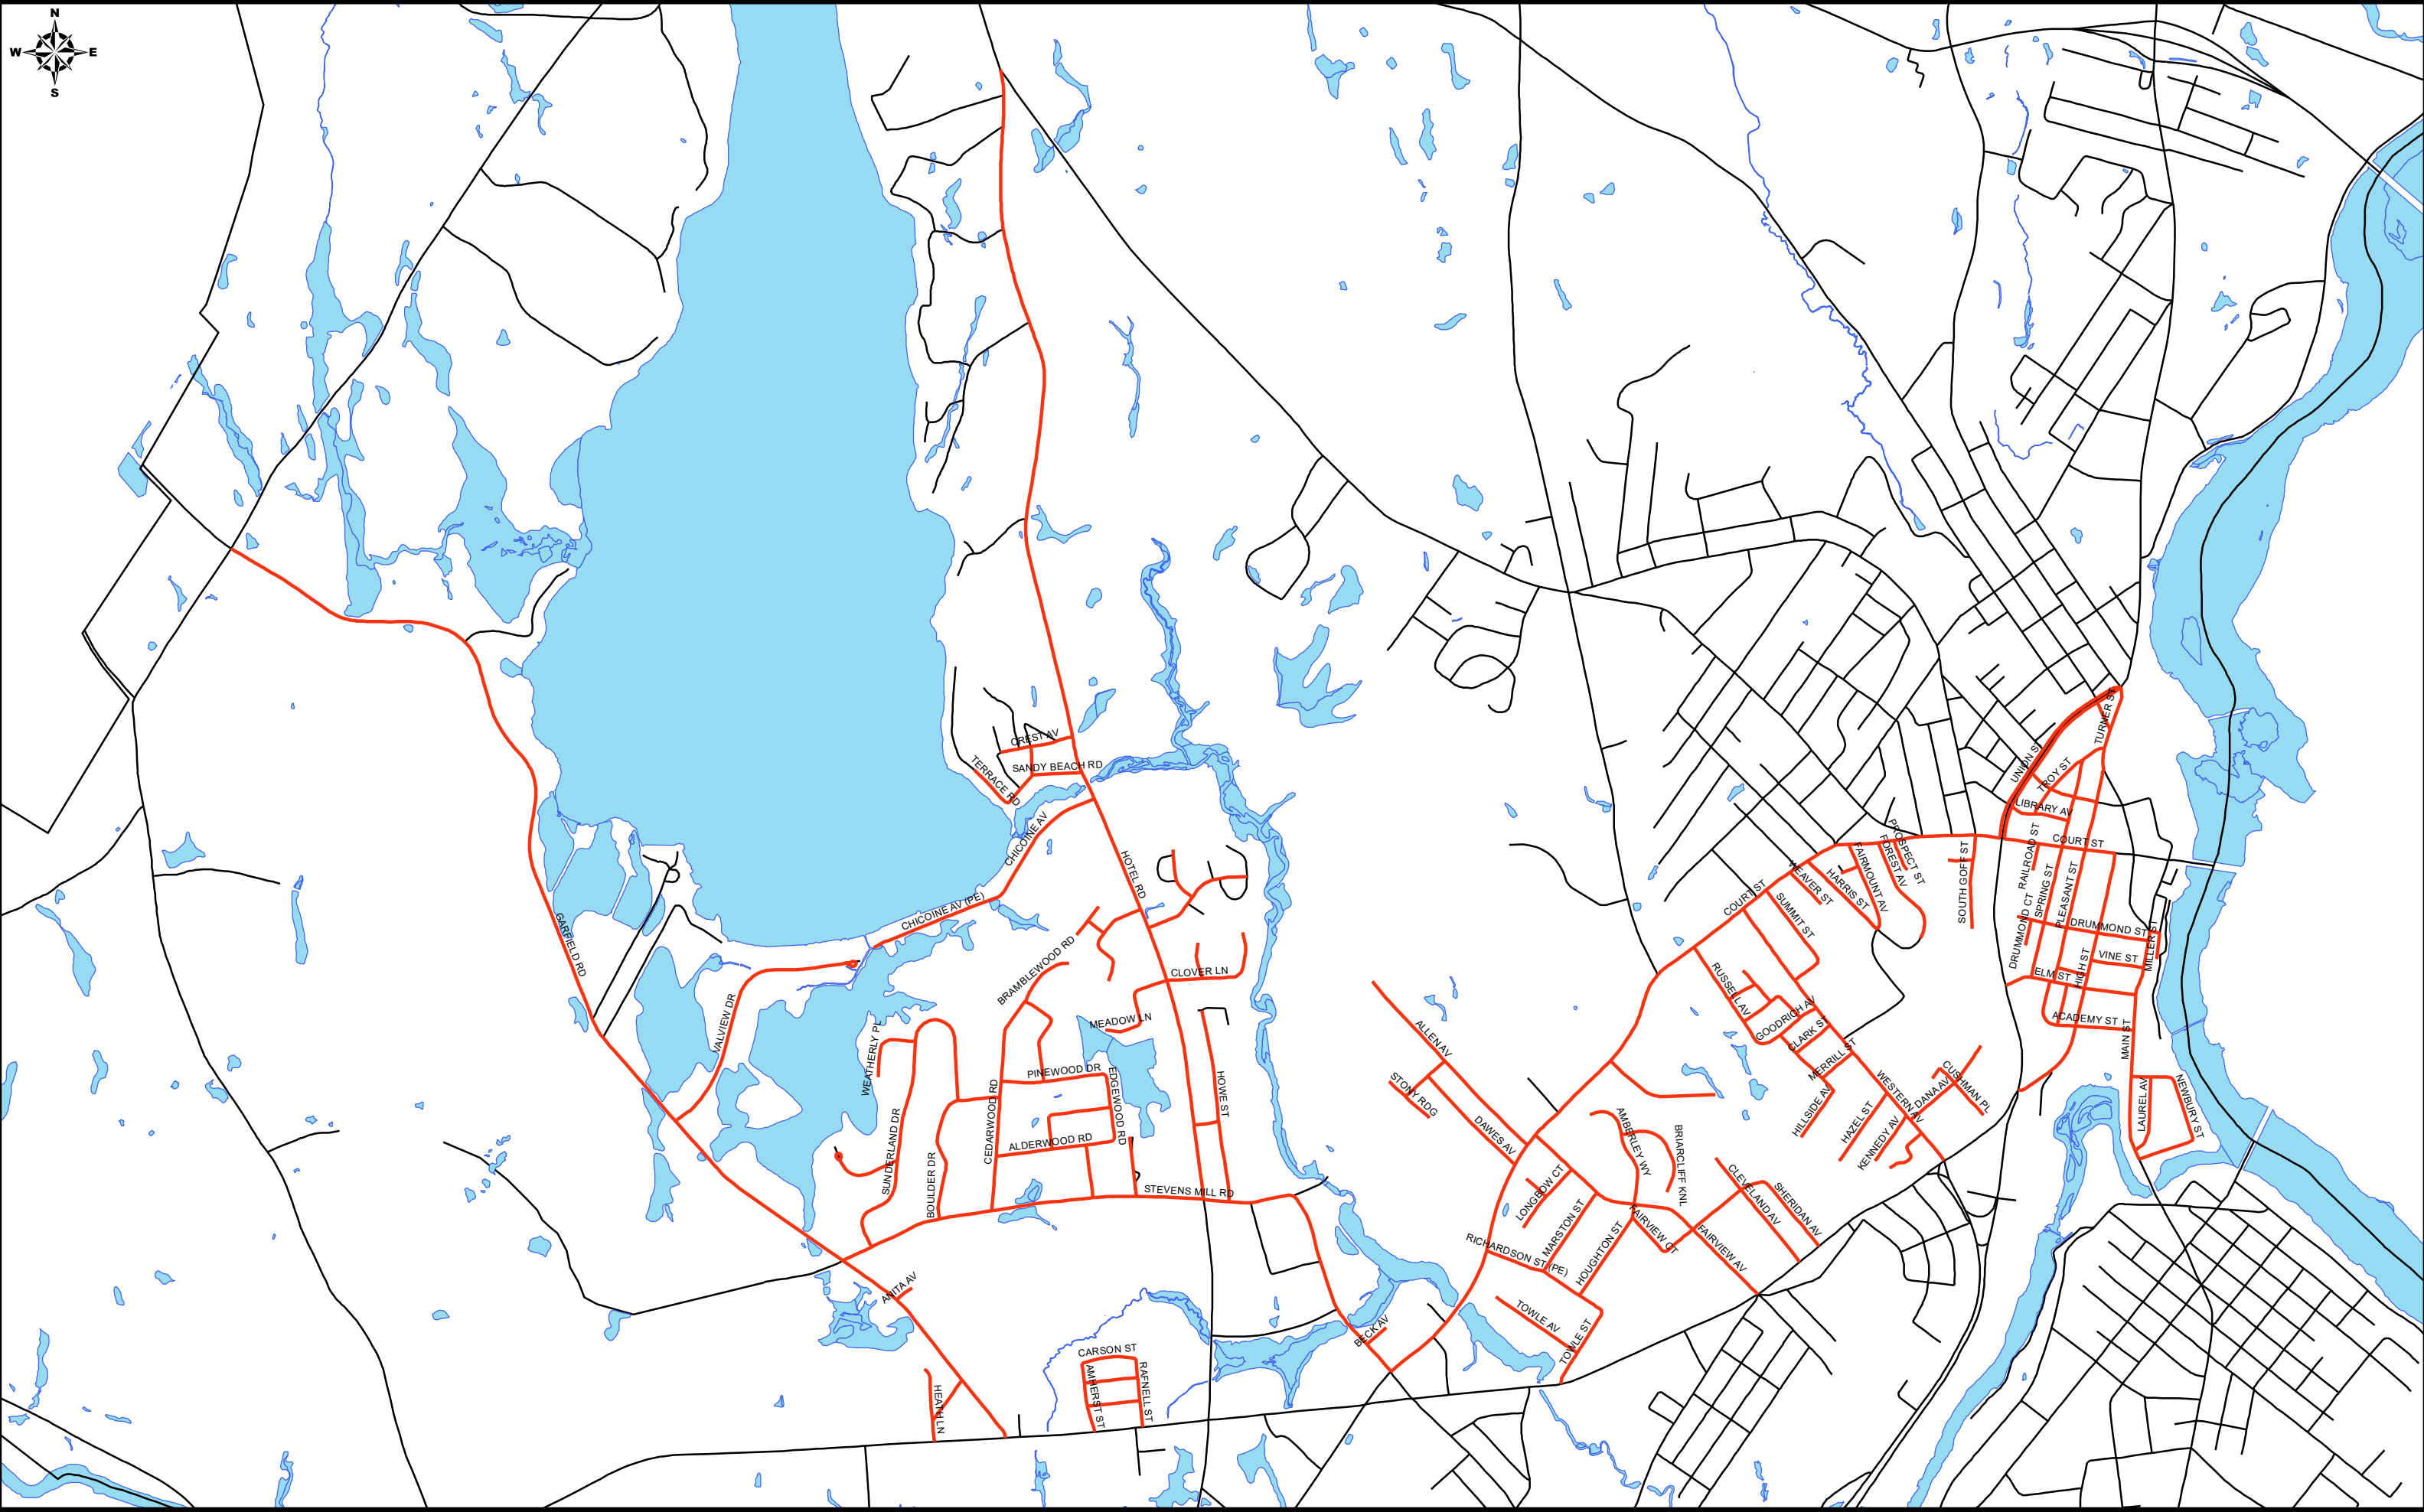 N
W E
S
TURNER ST
UNION ST
CREST AV
SANDY BEACH RD
TERRACE RD
TROY ST
LIBRARY AV
CHICOINE AV
HOTEL RD
COURT ST
PROSPECT ST
FOREST AV
FAIRMOUNT AV
HARRIS ST
WEAVER ST
SOUTH GOFF ST
RAILROAD ST
SPRING ST
PLEASANT ST
COURT ST
SUMMIT ST
CHICOINE AV (PE)
GARFIELD RD
DRUMMOND CT
DRUMMOND ST
MILLER ST
VINE ST
HIGH ST
ELM ST
BRAMBLEWOOD RD
CLOVER LN
RUSSELL AV
GOODRICH AV
CLARK ST
MERRILL ST
ACADEMY ST
MAIN ST
VALVIEW DR
WEATHERLY PL
MEADOW LN
ALLEN AV
STONY RDG
PINEWOOD DR
EDGEWOOD RD
HOWE ST
CEDARWOOD RD
HILLSIDE AV
WESTERN AV
DANA AV
CUSHMAN PL
HAZEL ST
KENNEDY AV
LAUREL AV
NEWBURY ST
SUNDERLAND DR
BOULDER DR
ALDERWOOD RD
DAWES AV
AMBERLEY WY
BRIARCLIFF KNL
STEVENS MILL RD
LONGBOW CT
MARSTON ST
HOUGHTON ST
FAIRVIEW CT
FAIRVIEW AV
CLEVELAND AV
SHERIDAN AV
RICHARDSON ST (PE)
ANITA AV
TOWLE AV
TOWLE ST
BECK AV
CARSON ST
AMHERST ST
RAFNELL ST
HEATH LN